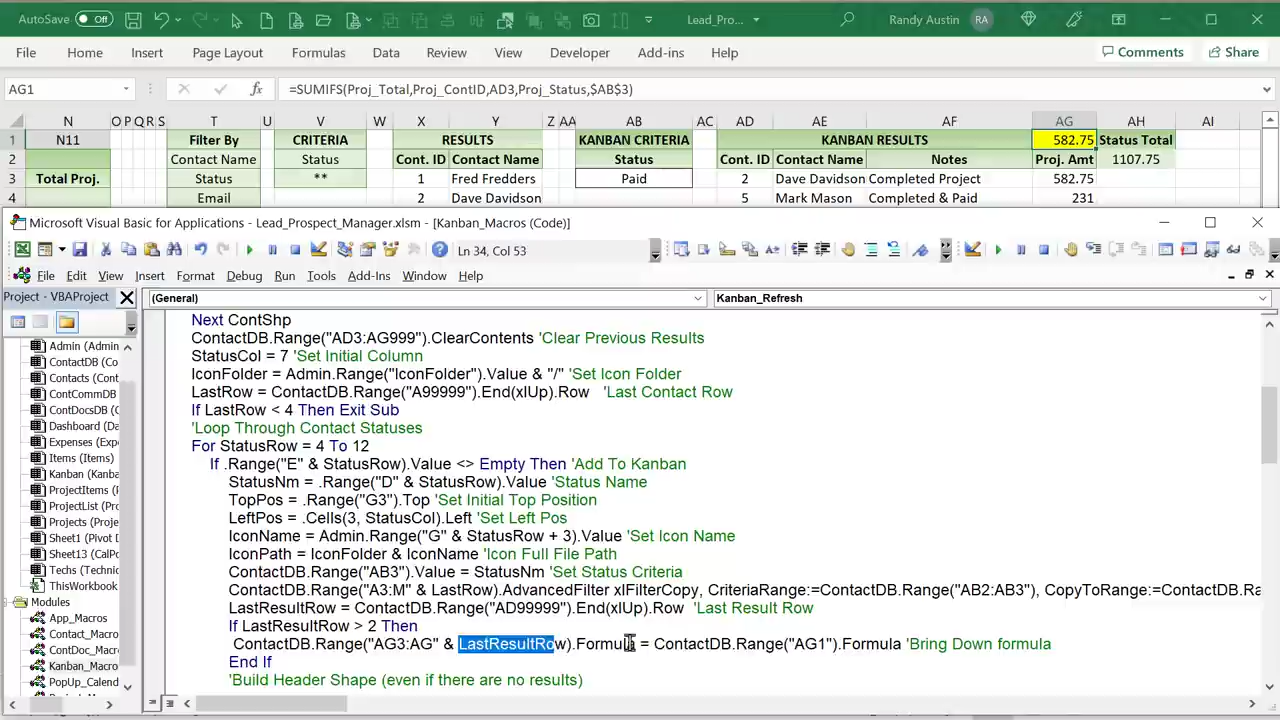 AutoSave Off Lead_Pro... Randy Austin RA
File Home Insert Page Layout Formulas Data Review View Developer Add-ins Help Comments Share
AG1 fx =SUMIFS(Proj_Total,Proj_ContID,AD3,Proj_Status,$AB$3)
N O P Q R S T U V W X Y Z AA AB AC AD AE AF AG AH AI
1 N11 Filter By CRITERIA RESULTS KANBAN CRITERIA KANBAN RESULTS 582.75 Status Total
2 Contact Name Status Cont. ID Contact Name Status Cont. ID Contact Name Notes Proj. Amt 1107.75
3 Total Proj. Status ** 1 Fred Fredders Paid 2 Dave Davidson Completed Project 582.75
4 Email 2 Dave Davidson 5 Mark Mason Completed & Paid 231
Microsoft Visual Basic for Applications - Lead_Prospect_Manager.xlsm - [Kanban_Macros (Code)]
Ln 34, Col 53
File Edit View Insert Format Debug Run Tools Add-Ins Window Help
Project - VBAProject
(General) Kanban_Refresh
Admin (Admin
ContactDB (Co
Contacts (Cont
ContCommDB
ContDocsDB (C
Dashboard (Da
Expenses (Exp
Items (Items)
Kanban (Kanba
ProjectItems (P
ProjectList (Pro
Projects (Proje
Sheet1 (Pivot D
Sheet13 (CalPo
Techs (Technic
ThisWorkbook
Modules
App_Macros
Contact_Macro
ContDoc_Macro
Kanban_Macro
PopUp_Calend
Next ContShp
ContactDB.Range("AD3:AG999").ClearContents 'Clear Previous Results
StatusCol = 7 'Set Initial Column
IconFolder = Admin.Range("IconFolder").Value & "/" 'Set Icon Folder
LastRow = ContactDB.Range("A99999").End(xlUp).Row 'Last Contact Row
If LastRow < 4 Then Exit Sub
'Loop Through Contact Statuses
For StatusRow = 4 To 12
If .Range("E" & StatusRow).Value <> Empty Then 'Add To Kanban
StatusNm = .Range("D" & StatusRow).Value 'Status Name
TopPos = .Range("G3").Top 'Set Initial Top Position
LeftPos = .Cells(3, StatusCol).Left 'Set Left Pos
IconName = Admin.Range("G" & StatusRow + 3).Value 'Set Icon Name
IconPath = IconFolder & IconName 'Icon Full File Path
ContactDB.Range("AB3").Value = StatusNm 'Set Status Criteria
ContactDB.Range("A3:M" & LastRow).AdvancedFilter xlFilterCopy, CriteriaRange:=ContactDB.Range("AB2:AB3"), CopyToRange:=ContactDB.Ra
LastResultRow = ContactDB.Range("AD99999").End(xlUp).Row 'Last Result Row
If LastResultRow > 2 Then
ContactDB.Range("AG3:AG" & LastResultRow).Formula = ContactDB.Range("AG1").Formula 'Bring Down formula
End If
'Build Header Shape (even if there are no results)